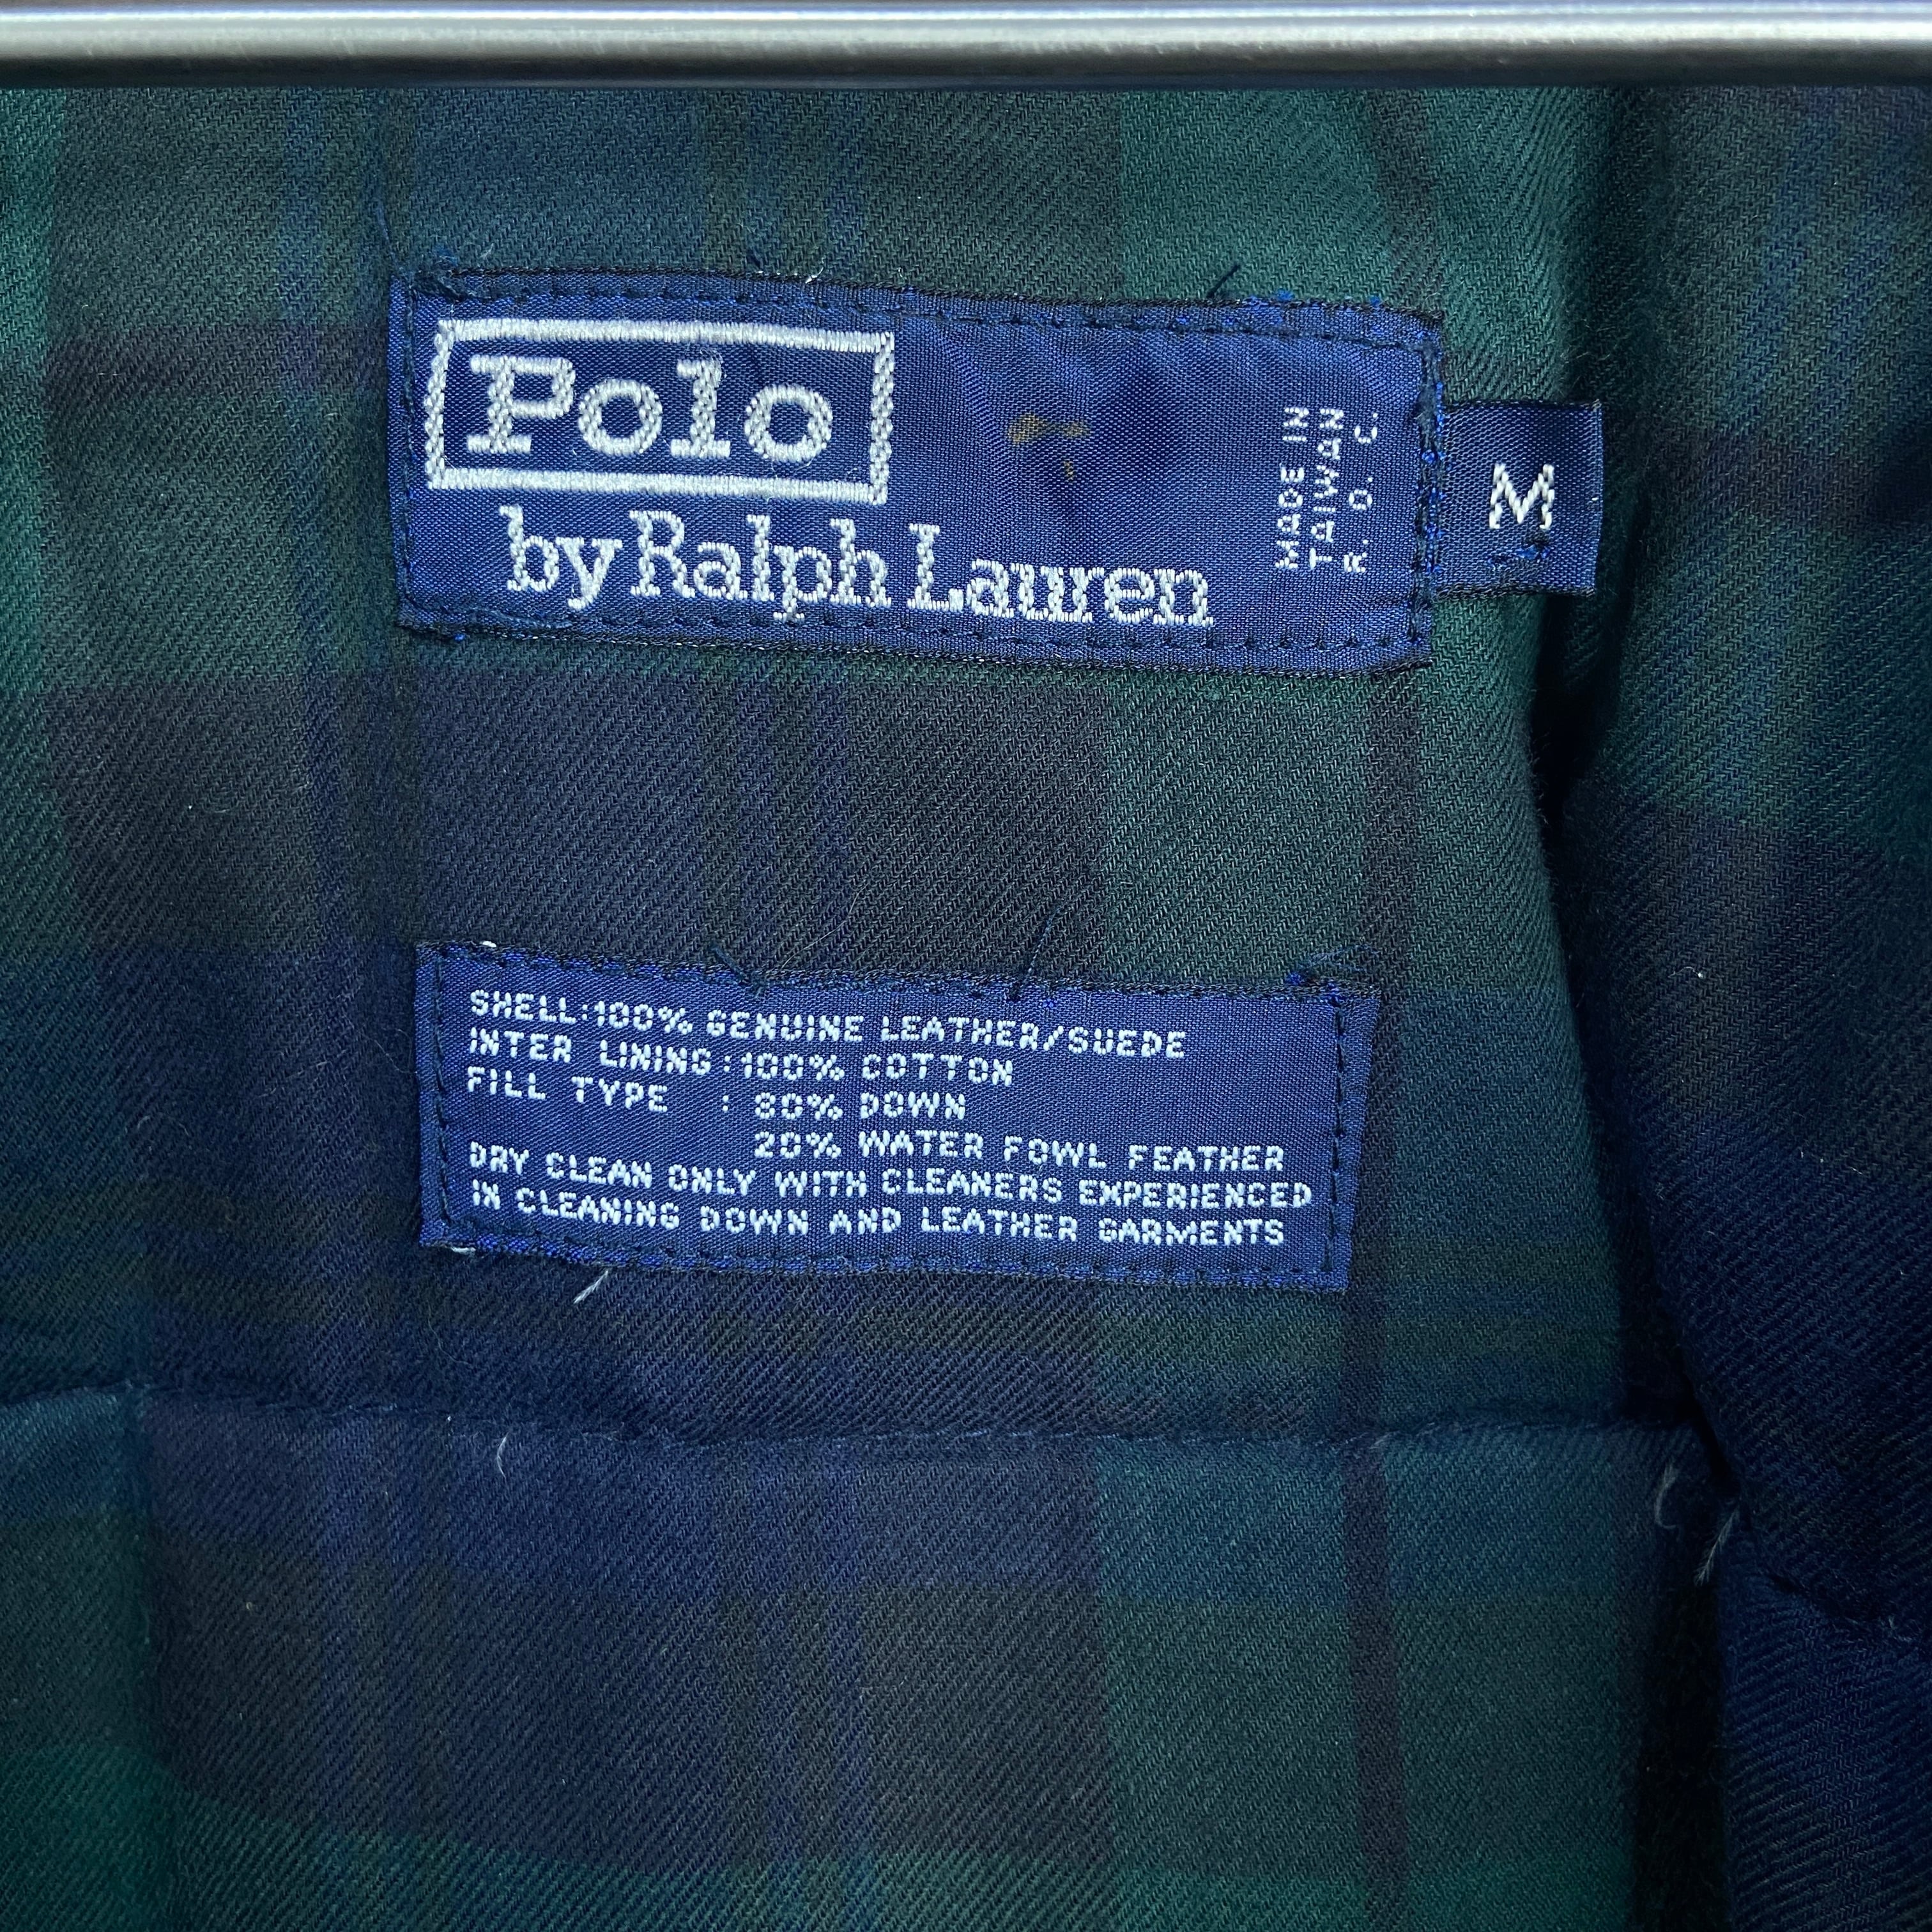 Polo
by Ralph Lauren
MADE IN
TAIWAN
R. O. C.
M
SHELL:100% GENUINE LEATHER/SUEDE
INTER LINING:100% COTTON
FILL TYPE : 80% DOWN
20% WATER FOWL FEATHER
DRY CLEAN ONLY WITH CLEANERS EXPERIENCED
IN CLEANING DOWN AND LEATHER GARMENTS